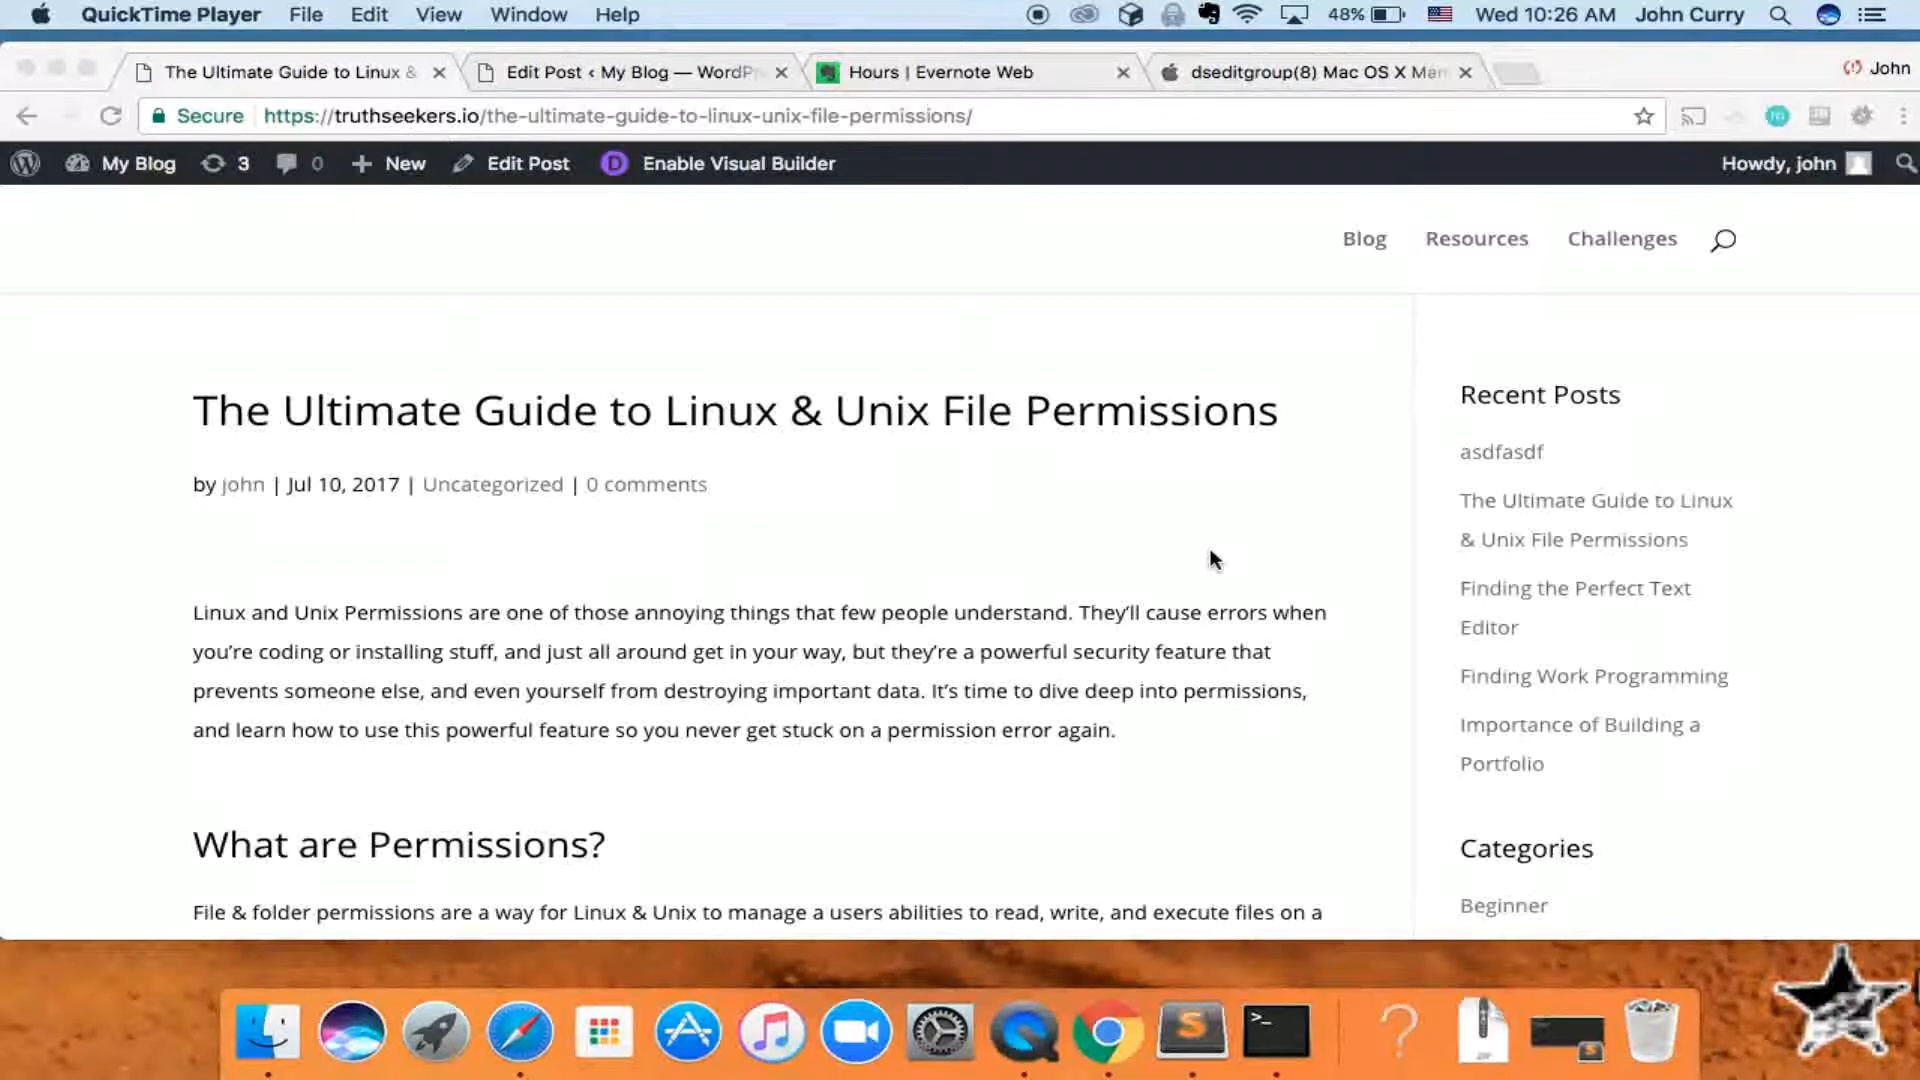 QuickTime Player File Edit View Window Help 48% Wed 10:26 AM John Curry
The Ultimate Guide to Linux & Edit Post ‹ My Blog — WordP Hours | Evernote Web dseditgroup(8) Mac OS X Man John
Secure https://truthseekers.io/the-ultimate-guide-to-linux-unix-file-permissions/
My Blog 3 0 New Edit Post D Enable Visual Builder Howdy, john
Blog Resources Challenges
The Ultimate Guide to Linux & Unix File Permissions
by john | Jul 10, 2017 | Uncategorized | 0 comments
Linux and Unix Permissions are one of those annoying things that few people understand. They’ll cause errors when
you’re coding or installing stuff, and just all around get in your way, but they’re a powerful security feature that
prevents someone else, and even yourself from destroying important data. It’s time to dive deep into permissions,
and learn how to use this powerful feature so you never get stuck on a permission error again.
What are Permissions?
File & folder permissions are a way for Linux & Unix to manage a users abilities to read, write, and execute files on a
Recent Posts
asdfasdf
The Ultimate Guide to Linux
& Unix File Permissions
Finding the Perfect Text
Editor
Finding Work Programming
Importance of Building a
Portfolio
Categories
Beginner